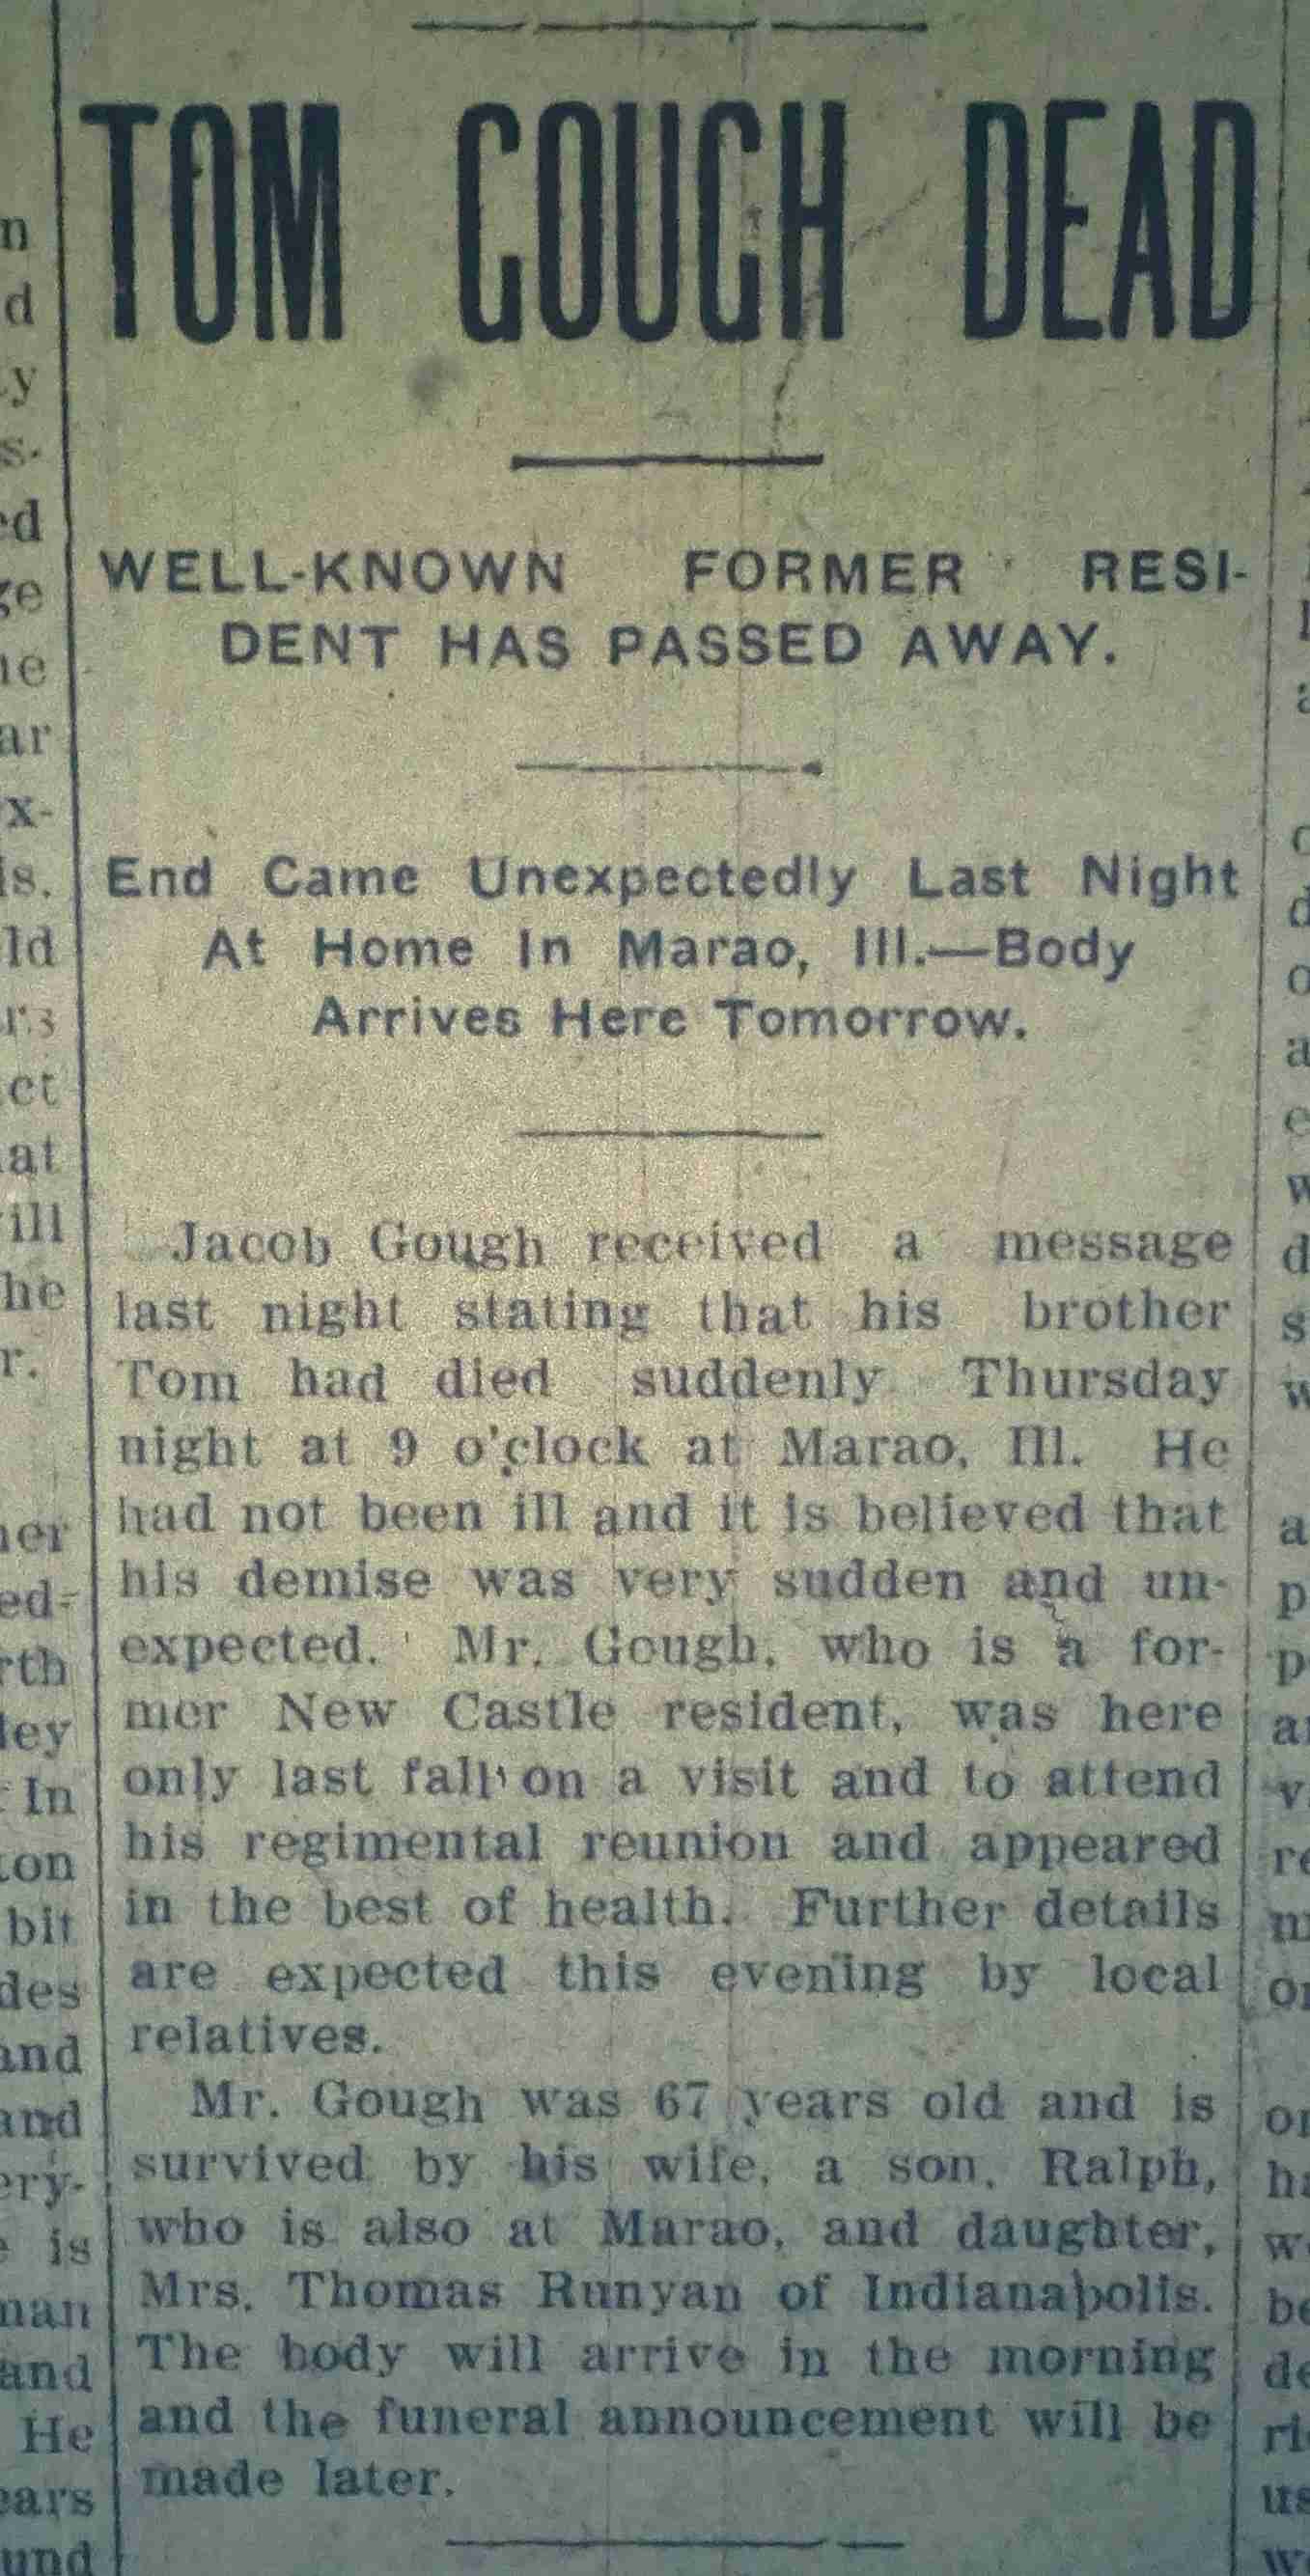 TOM GOUGH DEAD
WELL-KNOWN FORMER RESI-
DENT HAS PASSED AWAY.
End Came Unexpectedly Last Night
At Home In Marao, Ill.—Body
Arrives Here Tomorrow.
Jacob Gough received a message
last night stating that his brother
Tom had died suddenly Thursday
night at 9 o'clock at Marao, Ill. He
had not been ill and it is believed that
his demise was very sudden and un-
expected. Mr. Gough, who is a for-
mer New Castle resident, was here
only last fall on a visit and to attend
his regimental reunion and appeared
in the best of health. Further details
are expected this evening by local
relatives.
Mr. Gough was 67 years old and is
survived by his wife, a son, Ralph,
who is also at Marao, and daughter,
Mrs. Thomas Runyan of Indianapolis.
The body will arrive in the morning
and the funeral announcement will be
made later.